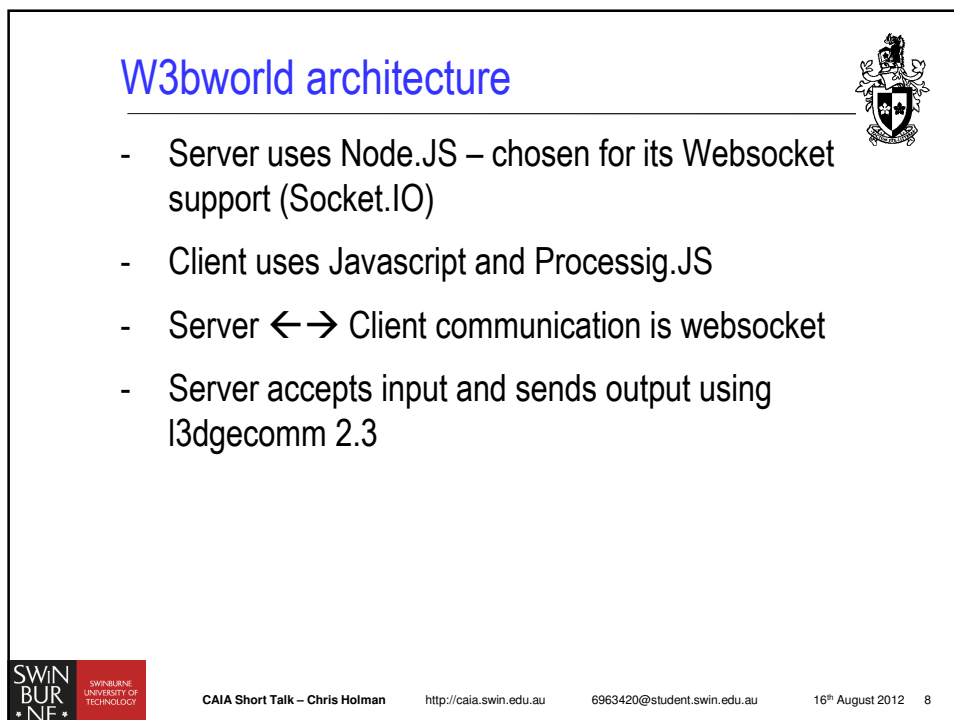 W3bworld architecture
- Server uses Node.JS – chosen for its Websocket
support (Socket.IO)
- Client uses Javascript and Processig.JS
- Server ←→ Client communication is websocket
- Server accepts input and sends output using
l3dgecomm 2.3
SWiN
BUR
NE
SWINBURNE
UNIVERSITY OF
TECHNOLOGY
CAIA Short Talk – Chris Holman http://caia.swin.edu.au 6963420@student.swin.edu.au 16th August 2012 8